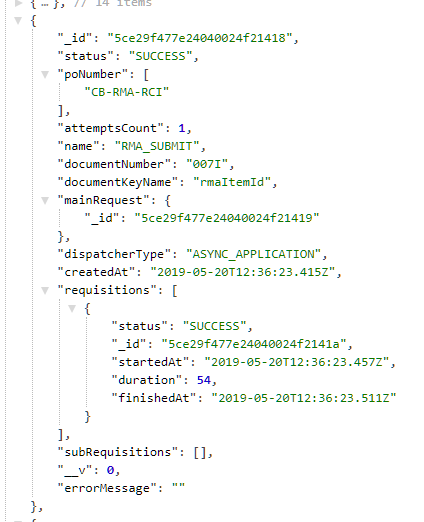 { … }, // 14 items
{
"_id": "5ce29f477e24040024f21418",
"status": "SUCCESS",
"poNumber": [
"CB-RMA-RCI"
],
"attemptsCount": 1,
"name": "RMA_SUBMIT",
"documentNumber": "007I",
"documentKeyName": "rmaItemId",
"mainRequest": {
"_id": "5ce29f477e24040024f21419"
},
"dispatcherType": "ASYNC_APPLICATION",
"createdAt": "2019-05-20T12:36:23.415Z",
"requisitions": [
{
"status": "SUCCESS",
"_id": "5ce29f477e24040024f2141a",
"startedAt": "2019-05-20T12:36:23.457Z",
"duration": 54,
"finishedAt": "2019-05-20T12:36:23.511Z"
}
],
"subRequisitions": [],
"__v": 0,
"errorMessage": ""
},
{